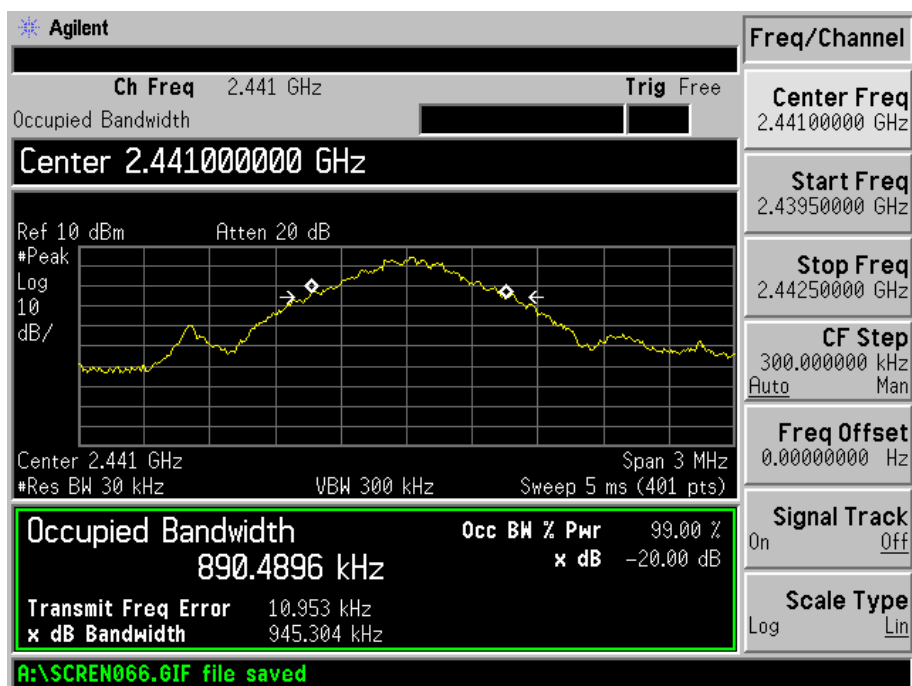 Agilent
Freq/Channel
Ch Freq 2.441 GHz Trig Free
Occupied Bandwidth
Center 2.441000000 GHz
Ref 10 dBm Atten 20 dB
#Peak
Log
10
dB/
Center 2.441 GHz Span 3 MHz
#Res BW 30 kHz VBW 300 kHz Sweep 5 ms (401 pts)
Occupied Bandwidth Occ BW % Pwr 99.00 %
890.4896 kHz x dB -20.00 dB
Transmit Freq Error 10.953 kHz
x dB Bandwidth 945.304 kHz
A:\SCREN066.GIF file saved
Center Freq
2.44100000 GHz
Start Freq
2.43950000 GHz
Stop Freq
2.44250000 GHz
CF Step
300.000000 kHz
Auto Man
Freq Offset
0.00000000 Hz
Signal Track
On Off
Scale Type
Log Lin